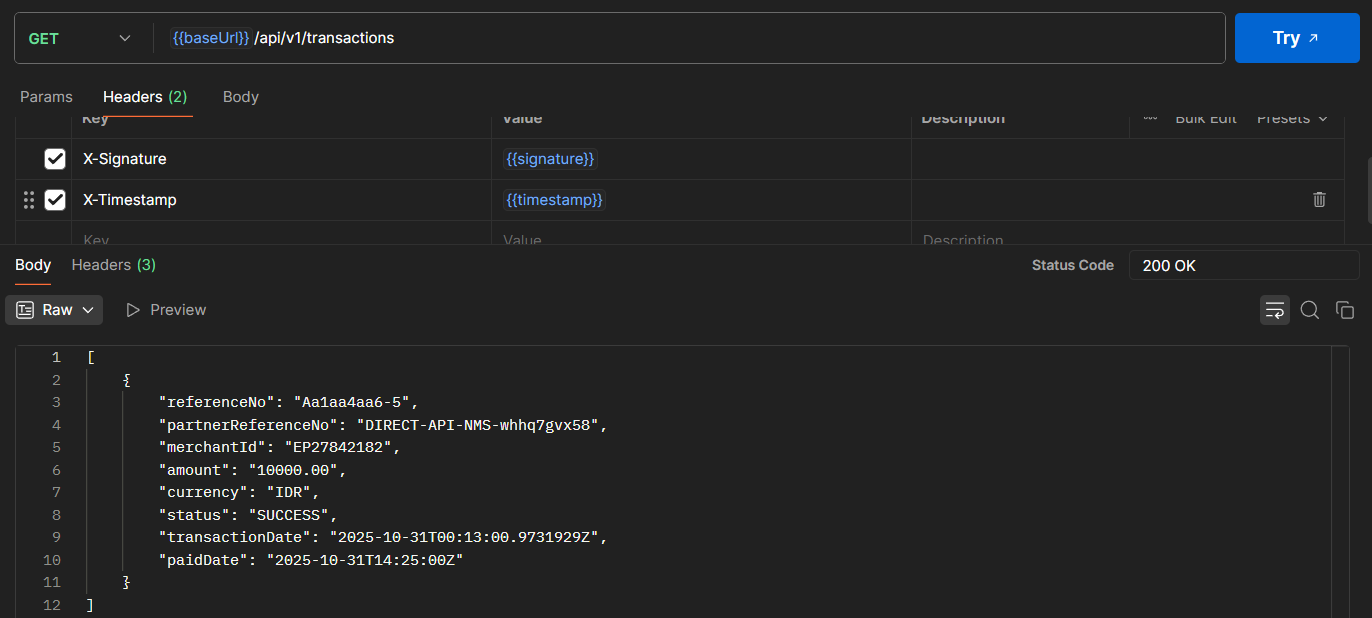 GET {{baseUrl}} /api/v1/transactions Try
Params Headers (2) Body
Key Value Description Bulk Edit Presets
X-Signature {{signature}}
X-Timestamp {{timestamp}}
Key Value Description
Body Headers (3) Status Code 200 OK
Raw Preview
1 [
2 {
3 "referenceNo": "Aa1aa4aa6-5",
4 "partnerReferenceNo": "DIRECT-API-NMS-whhq7gvx58",
5 "merchantId": "EP27842182",
6 "amount": "10000.00",
7 "currency": "IDR",
8 "status": "SUCCESS",
9 "transactionDate": "2025-10-31T00:13:00.9731929Z",
10 "paidDate": "2025-10-31T14:25:00Z"
11 }
12 ]